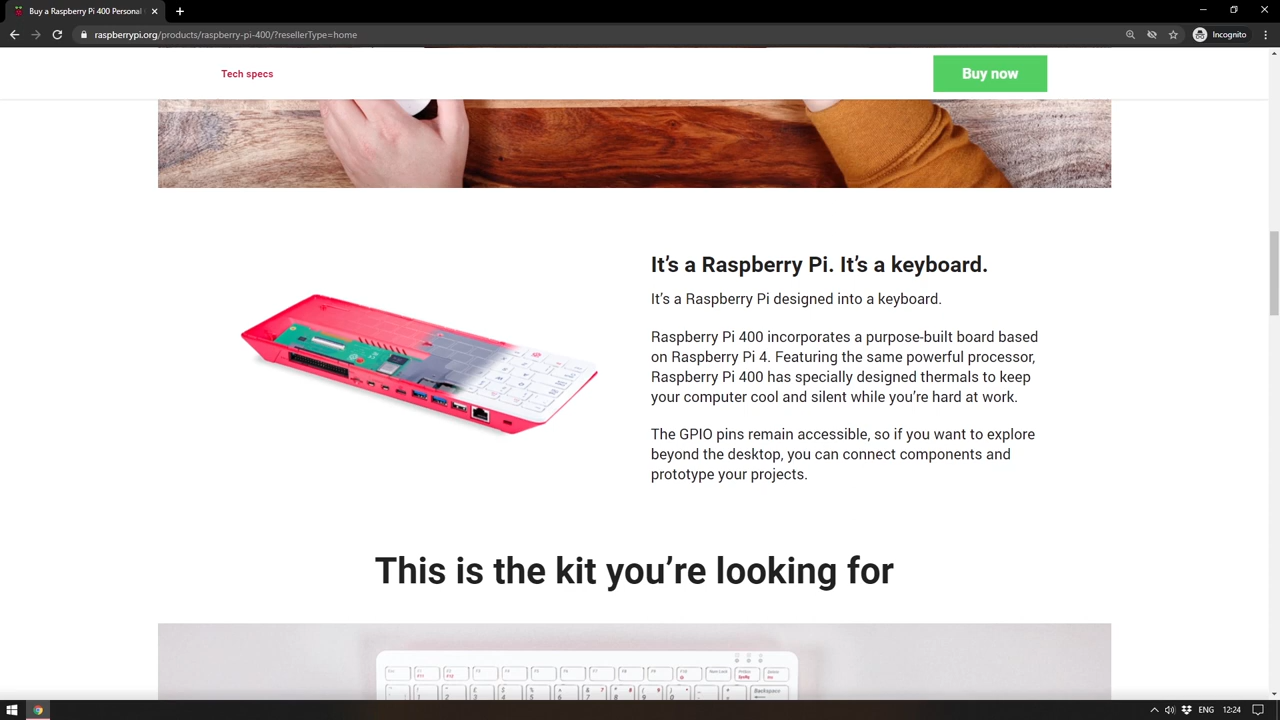 Buy a Raspberry Pi 400 Personal
raspberrypi.org/products/raspberry-pi-400/?resellerType=home
Incognito
Tech specs
Buy now
It's a Raspberry Pi. It's a keyboard.
It's a Raspberry Pi designed into a keyboard.
Raspberry Pi 400 incorporates a purpose-built board based
on Raspberry Pi 4. Featuring the same powerful processor,
Raspberry Pi 400 has specially designed thermals to keep
your computer cool and silent while you're hard at work.
The GPIO pins remain accessible, so if you want to explore
beyond the desktop, you can connect components and
prototype your projects.
This is the kit you're looking for
Backspace
ENG 12:24